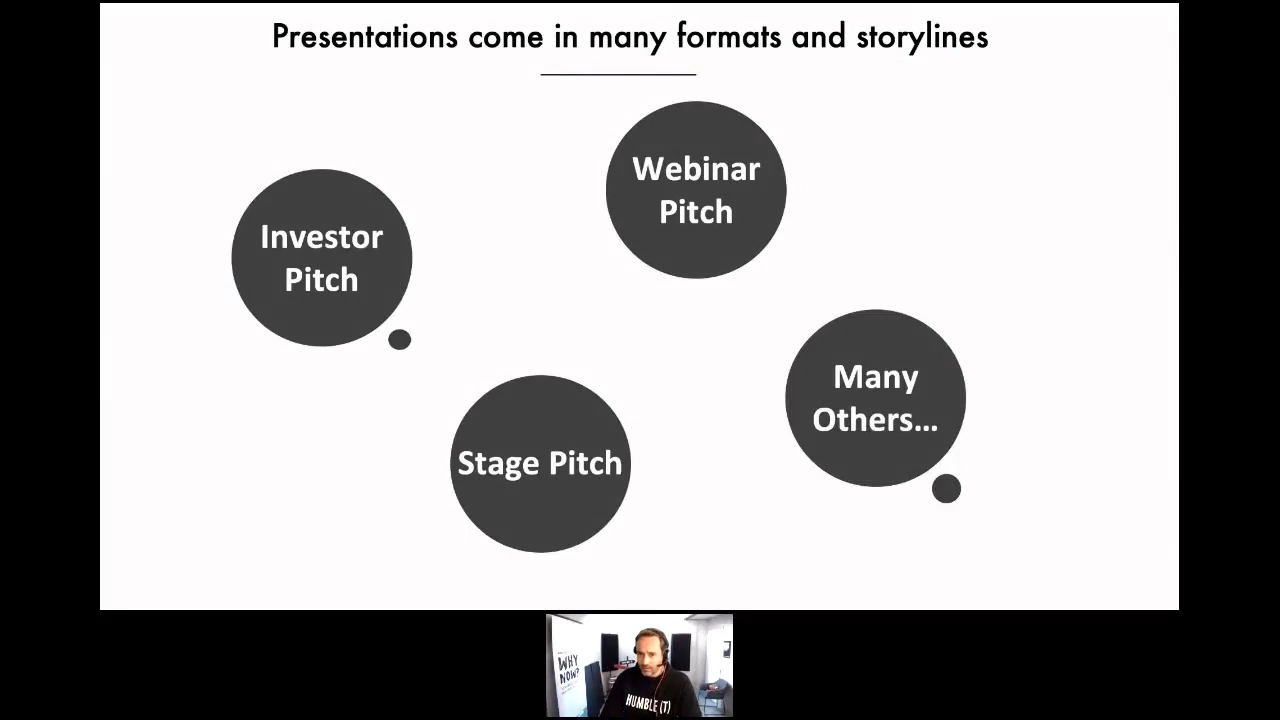 Presentations come in many formats and storylines
Webinar
Pitch
Investor
Pitch
Many
Others...
Stage Pitch
WHY
NOW?
HUMBLE (T)